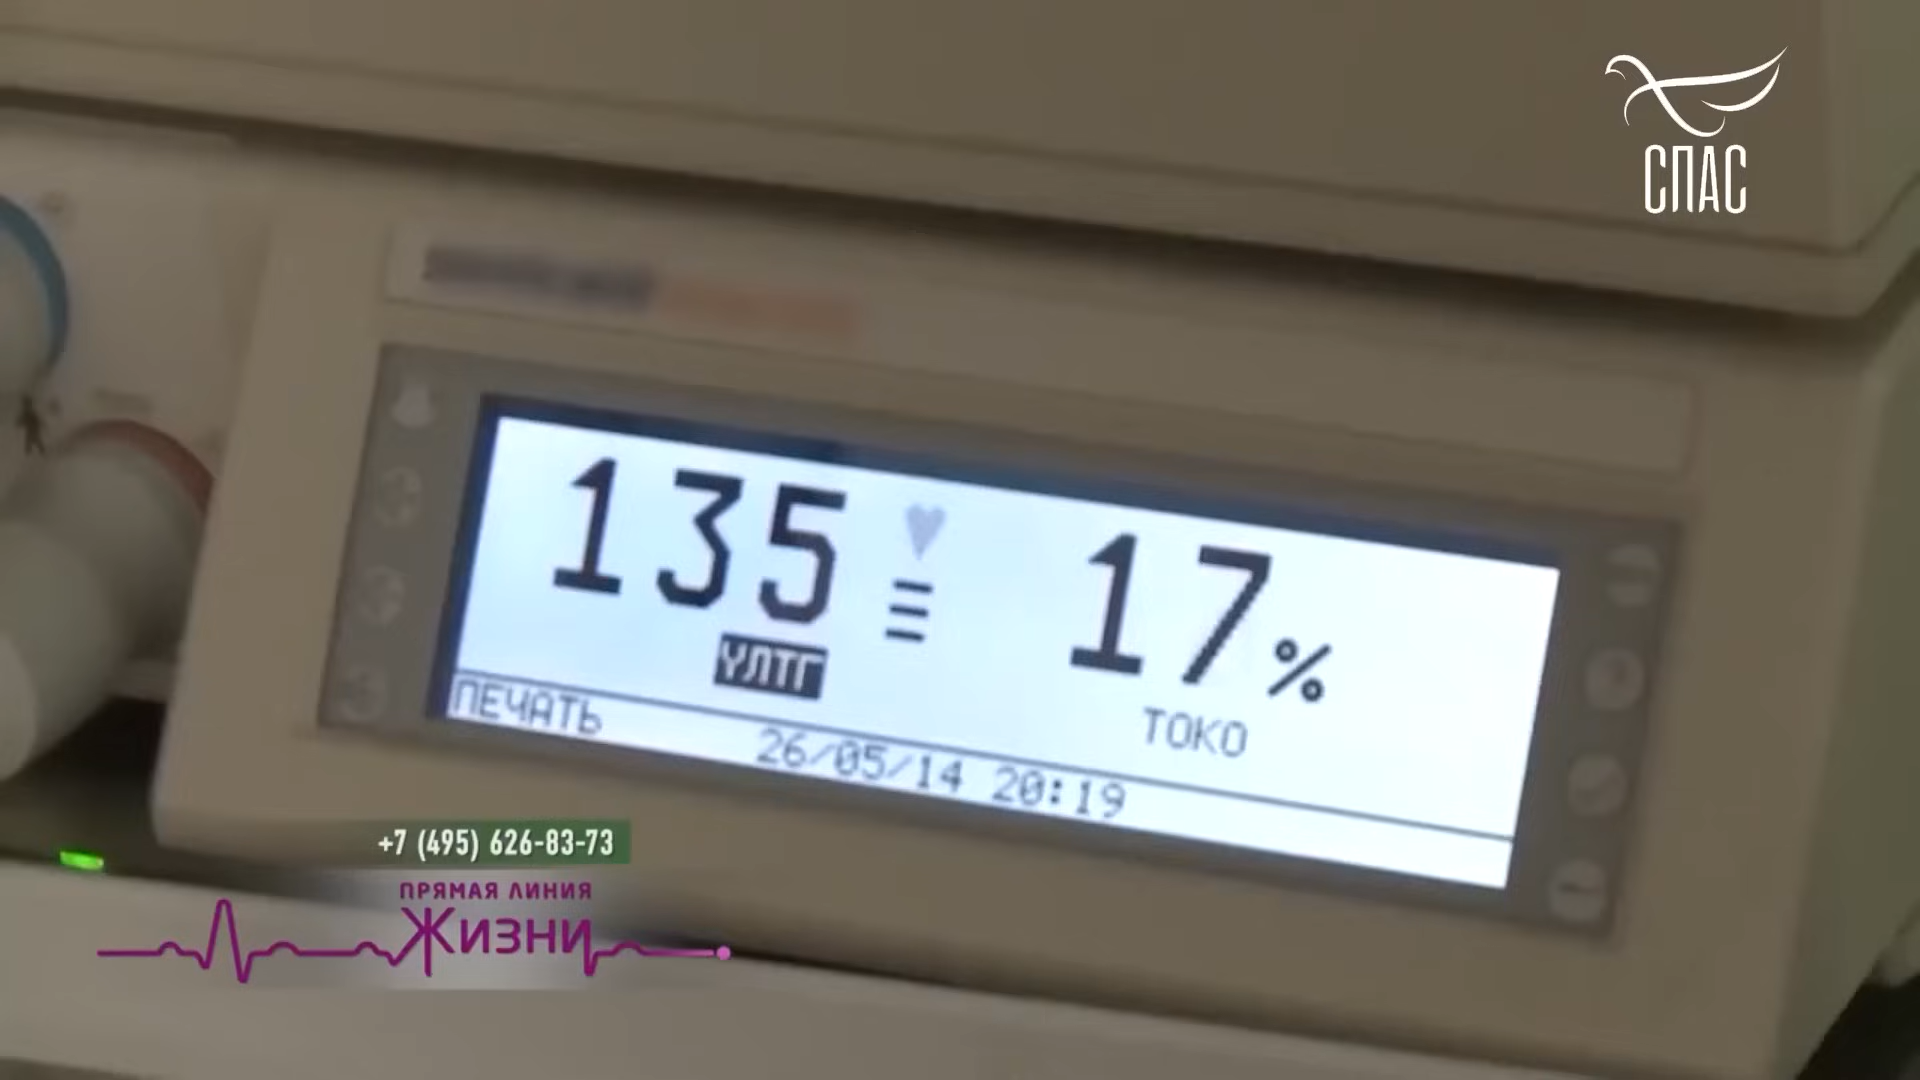 СПАС
135
17%
УЛТГ
ТОКО
ПЕЧАТЬ
26/05/14 20:19
+7 (495) 626-83-73
ПРЯМАЯ ЛИНИЯ
Жизни